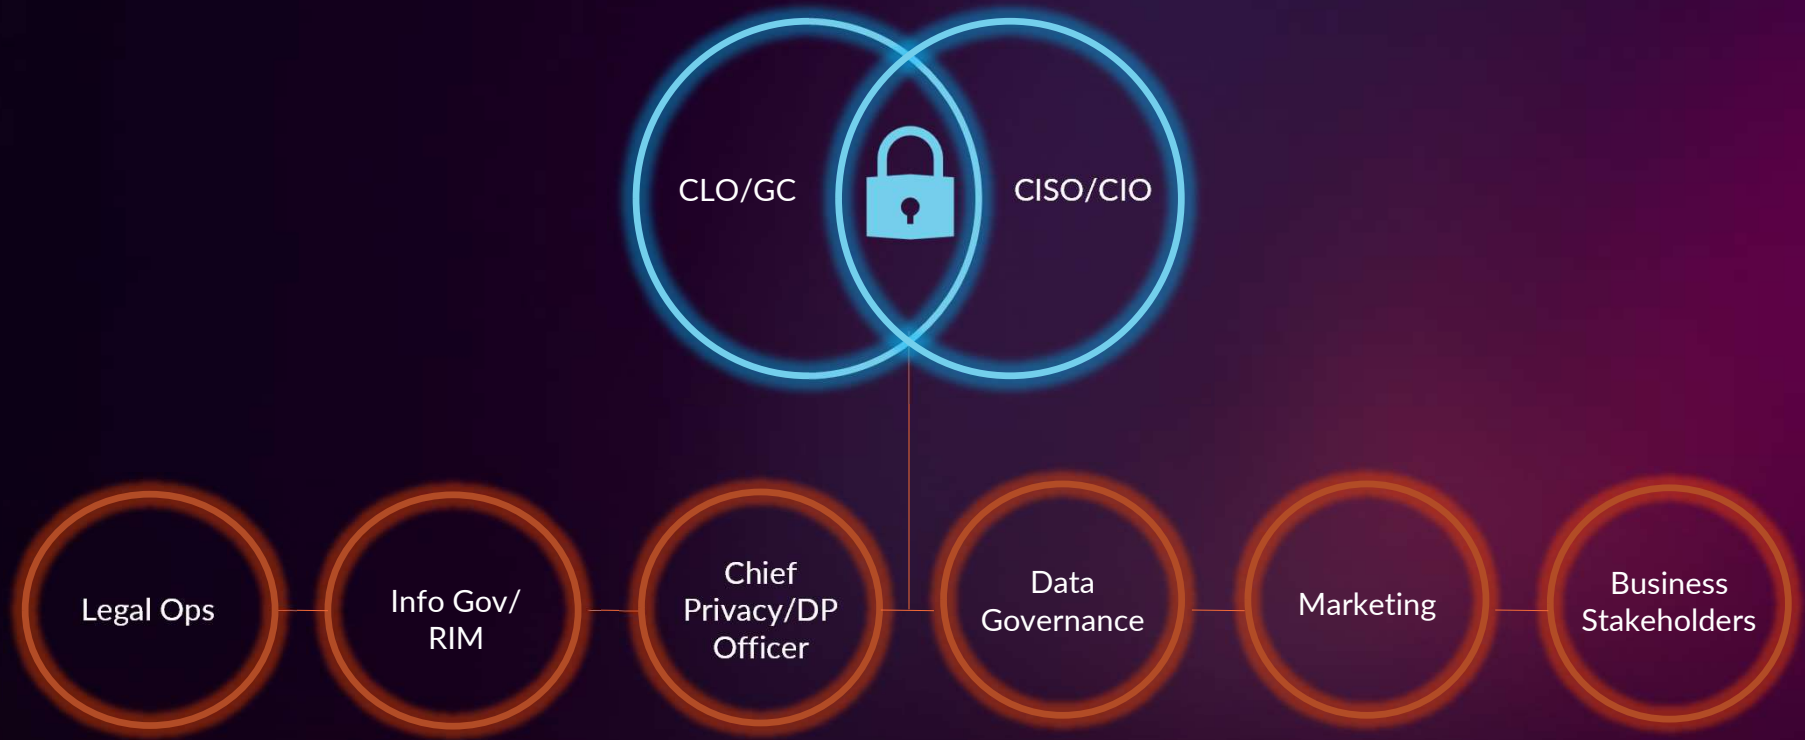 CLO/GC
CISO/CIO
Legal Ops
Info Gov/
RIM
Chief
Privacy/DP
Officer
Data
Governance
Marketing
Business
Stakeholders